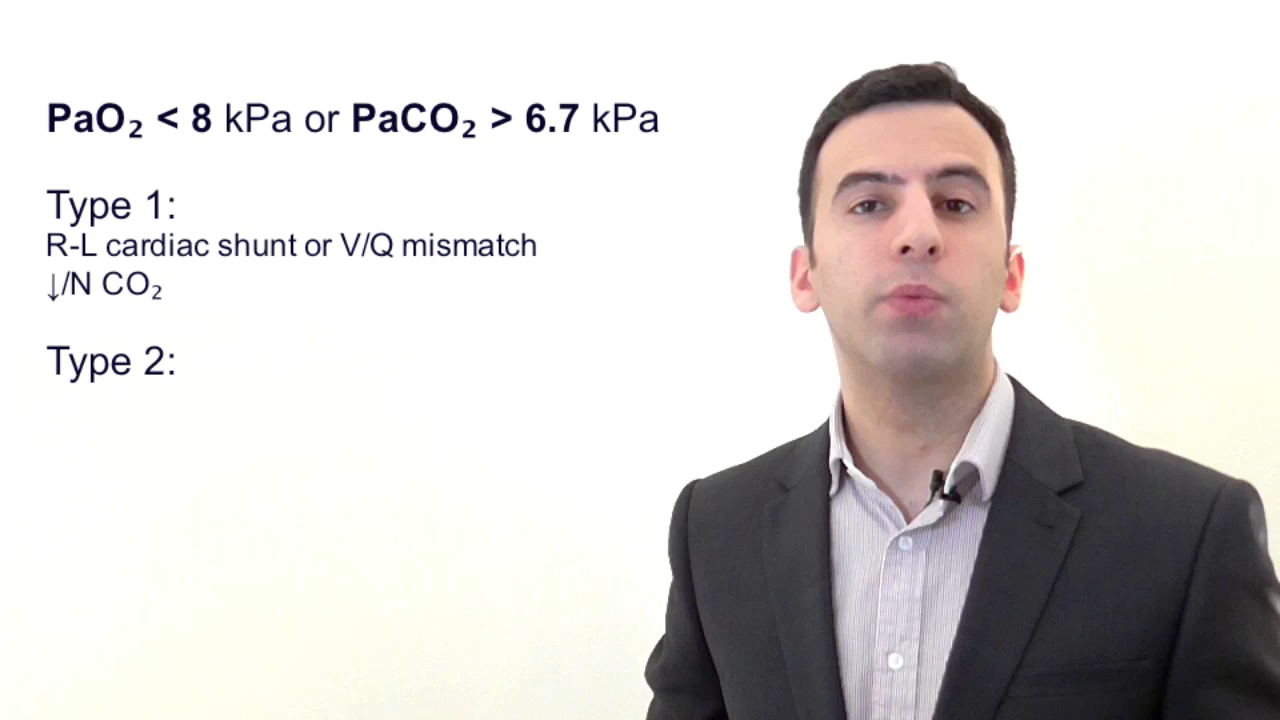 PaO₂ < 8 kPa or PaCO₂ > 6.7 kPa
Type 1:
R-L cardiac shunt or V/Q mismatch
↓/N CO₂
Type 2: